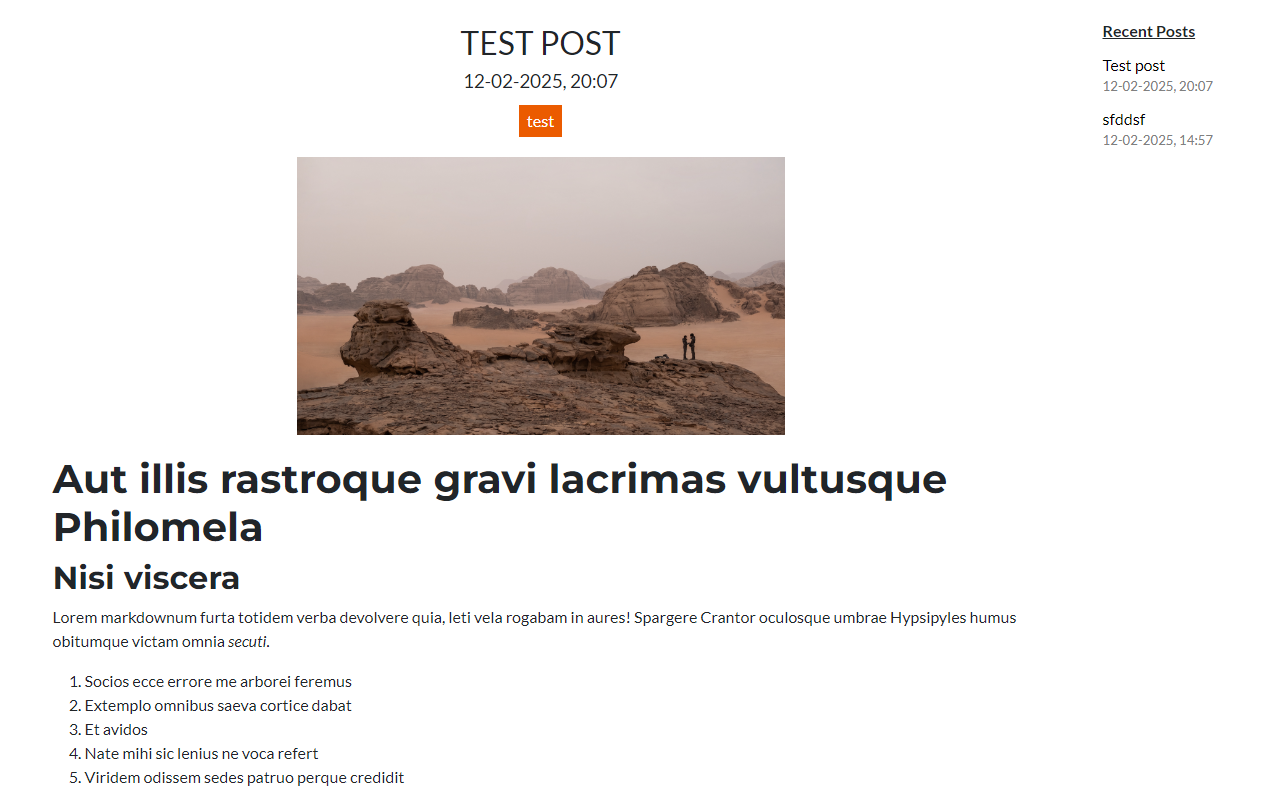 TEST POST
12-02-2025, 20:07
test
Aut illis rastroque gravi lacrimas vultusque
Philomela
Nisi viscera
Lorem markdownum furta totidem verba devolvere quia, leti vela rogabam in aures! Spargere Crantor oculosque umbrae Hypsipyles humus
obitumque victam omnia secuti.
1. Socios ecce errore me arborei feremus
2. Extemplo omnibus saeva cortice dabat
3. Et avidos
4. Nate mihi sic lenius ne voca refert
5. Viridem odissem sedes patruo perque credidit
Recent Posts
Test post
12-02-2025, 20:07
sfddsf
12-02-2025, 14:57